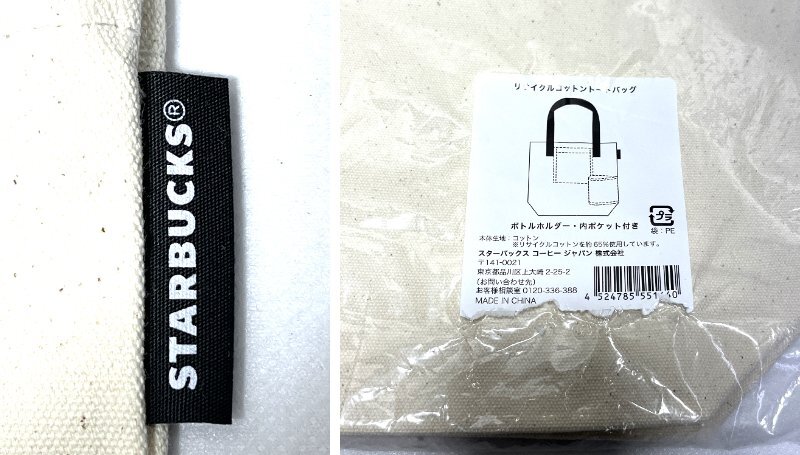 STARBUCKS®
リサイクルコットントートバッグ
ボトルホルダー・内ポケット付き
本体生地：コットン
※リサイクルコットンを約65%使用しています。
スターバックス コーヒー ジャパン 株式会社
〒141-0021
東京都品川区上大崎 2-25-2
(お問い合わせ先)
お客様相談室 0120-336-388
MADE IN CHINA
プラ
袋：PE